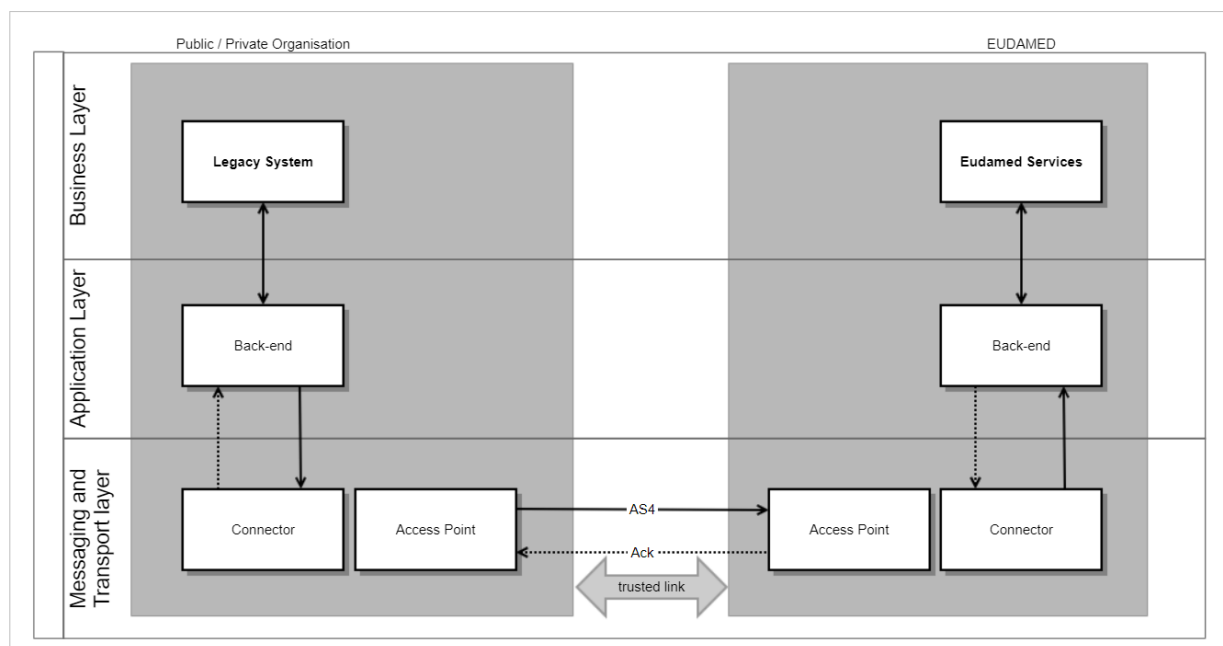 Public / Private Organisation
EUDAMED
Business Layer
Legacy System
Eudamed Services
Application Layer
Back-end
Back-end
Messaging and
Transport layer
Connector
Access Point
AS4
Access Point
Connector
Ack
trusted link